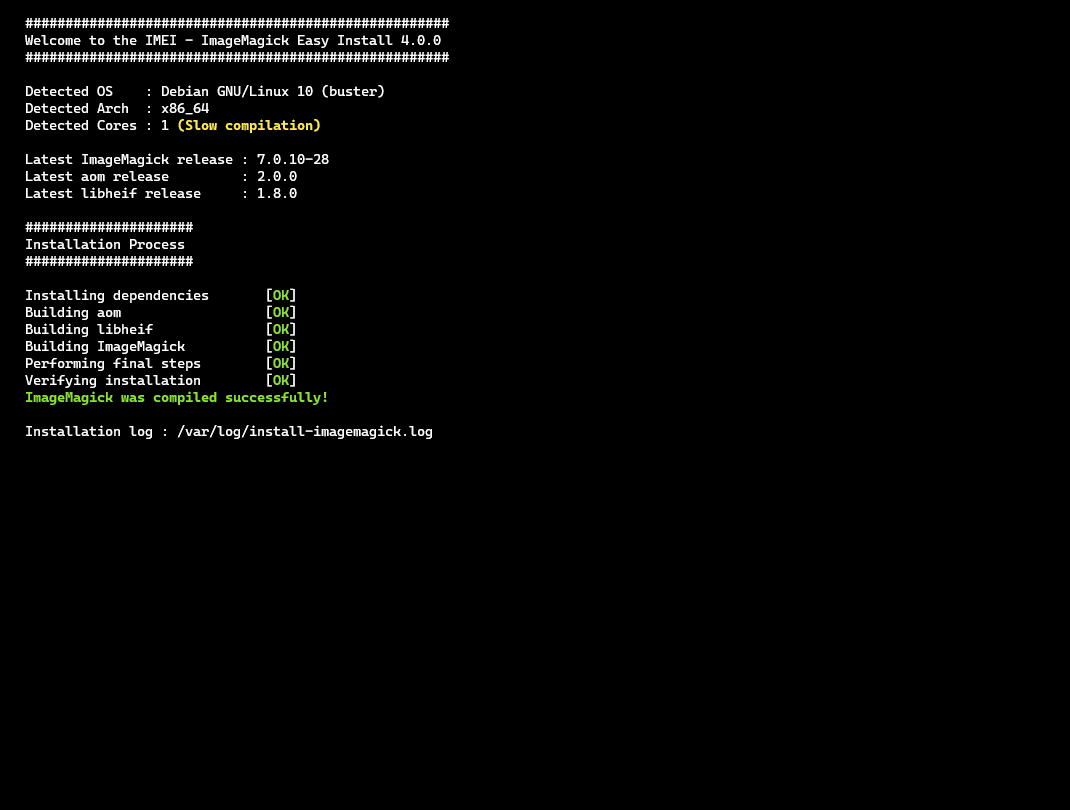 #####################################################
Welcome to the IMEI - ImageMagick Easy Install 4.0.0
#####################################################
Detected OS    : Debian GNU/Linux 10 (buster)
Detected Arch  : x86_64
Detected Cores : 1 (Slow compilation)
Latest ImageMagick release : 7.0.10-28
Latest aom release         : 2.0.0
Latest libheif release     : 1.8.0
#####################
Installation Process
#####################
Installing dependencies       [OK]
Building aom                  [OK]
Building libheif              [OK]
Building ImageMagick          [OK]
Performing final steps        [OK]
Verifying installation        [OK]
ImageMagick was compiled successfully!
Installation log : /var/log/install-imagemagick.log